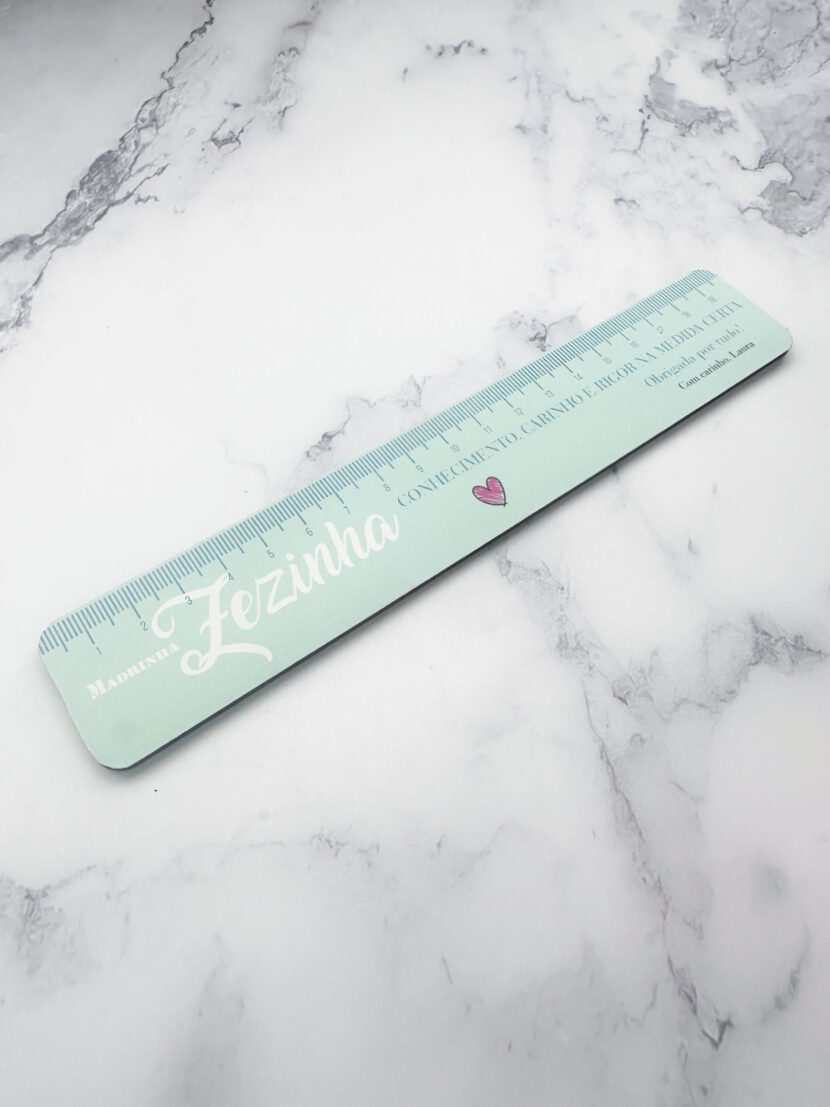 1 2 3 4 5 6 7 8 9 10 11 12 13 14 15 16 17 18 19
MADRINHA
Zezinha
CONHECIMENTO, CARINHO E RIGOR NA MEDIDA CERTA
Obrigada por tudo!
Com carinho, Laura